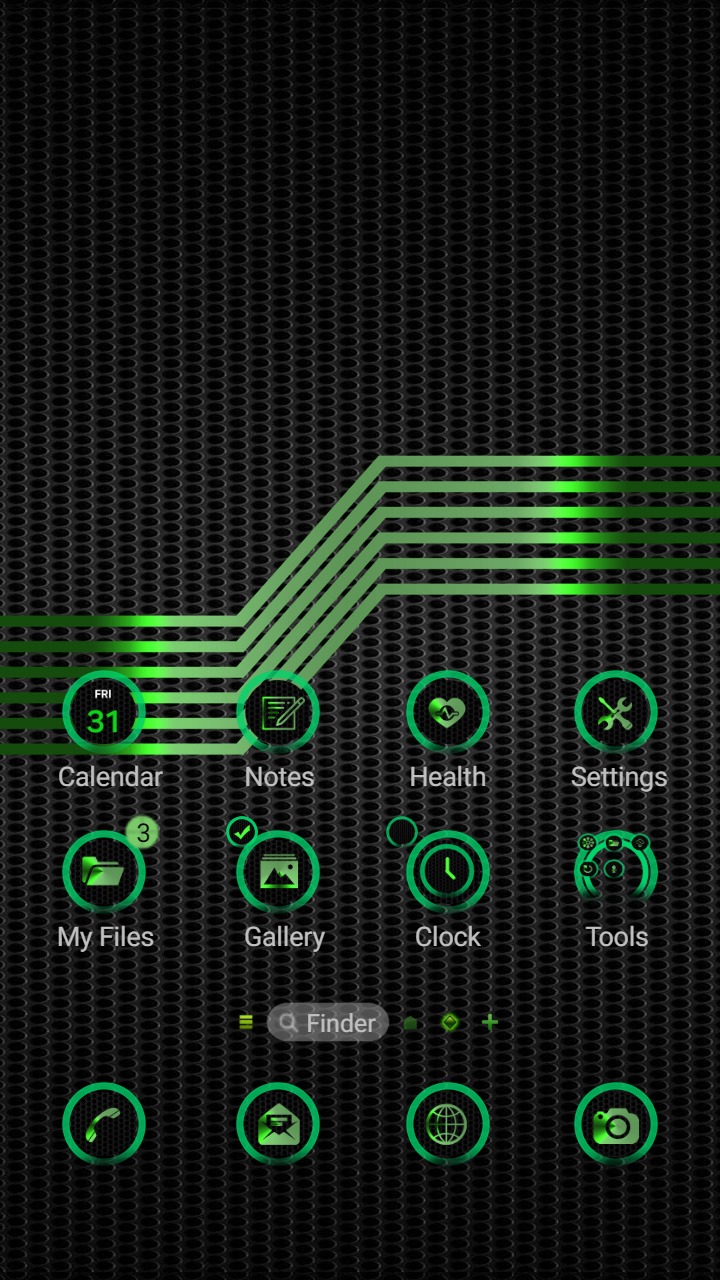 FRI
31
Calendar
Notes
Health
Settings
3
My Files
Gallery
Clock
Tools
Finder